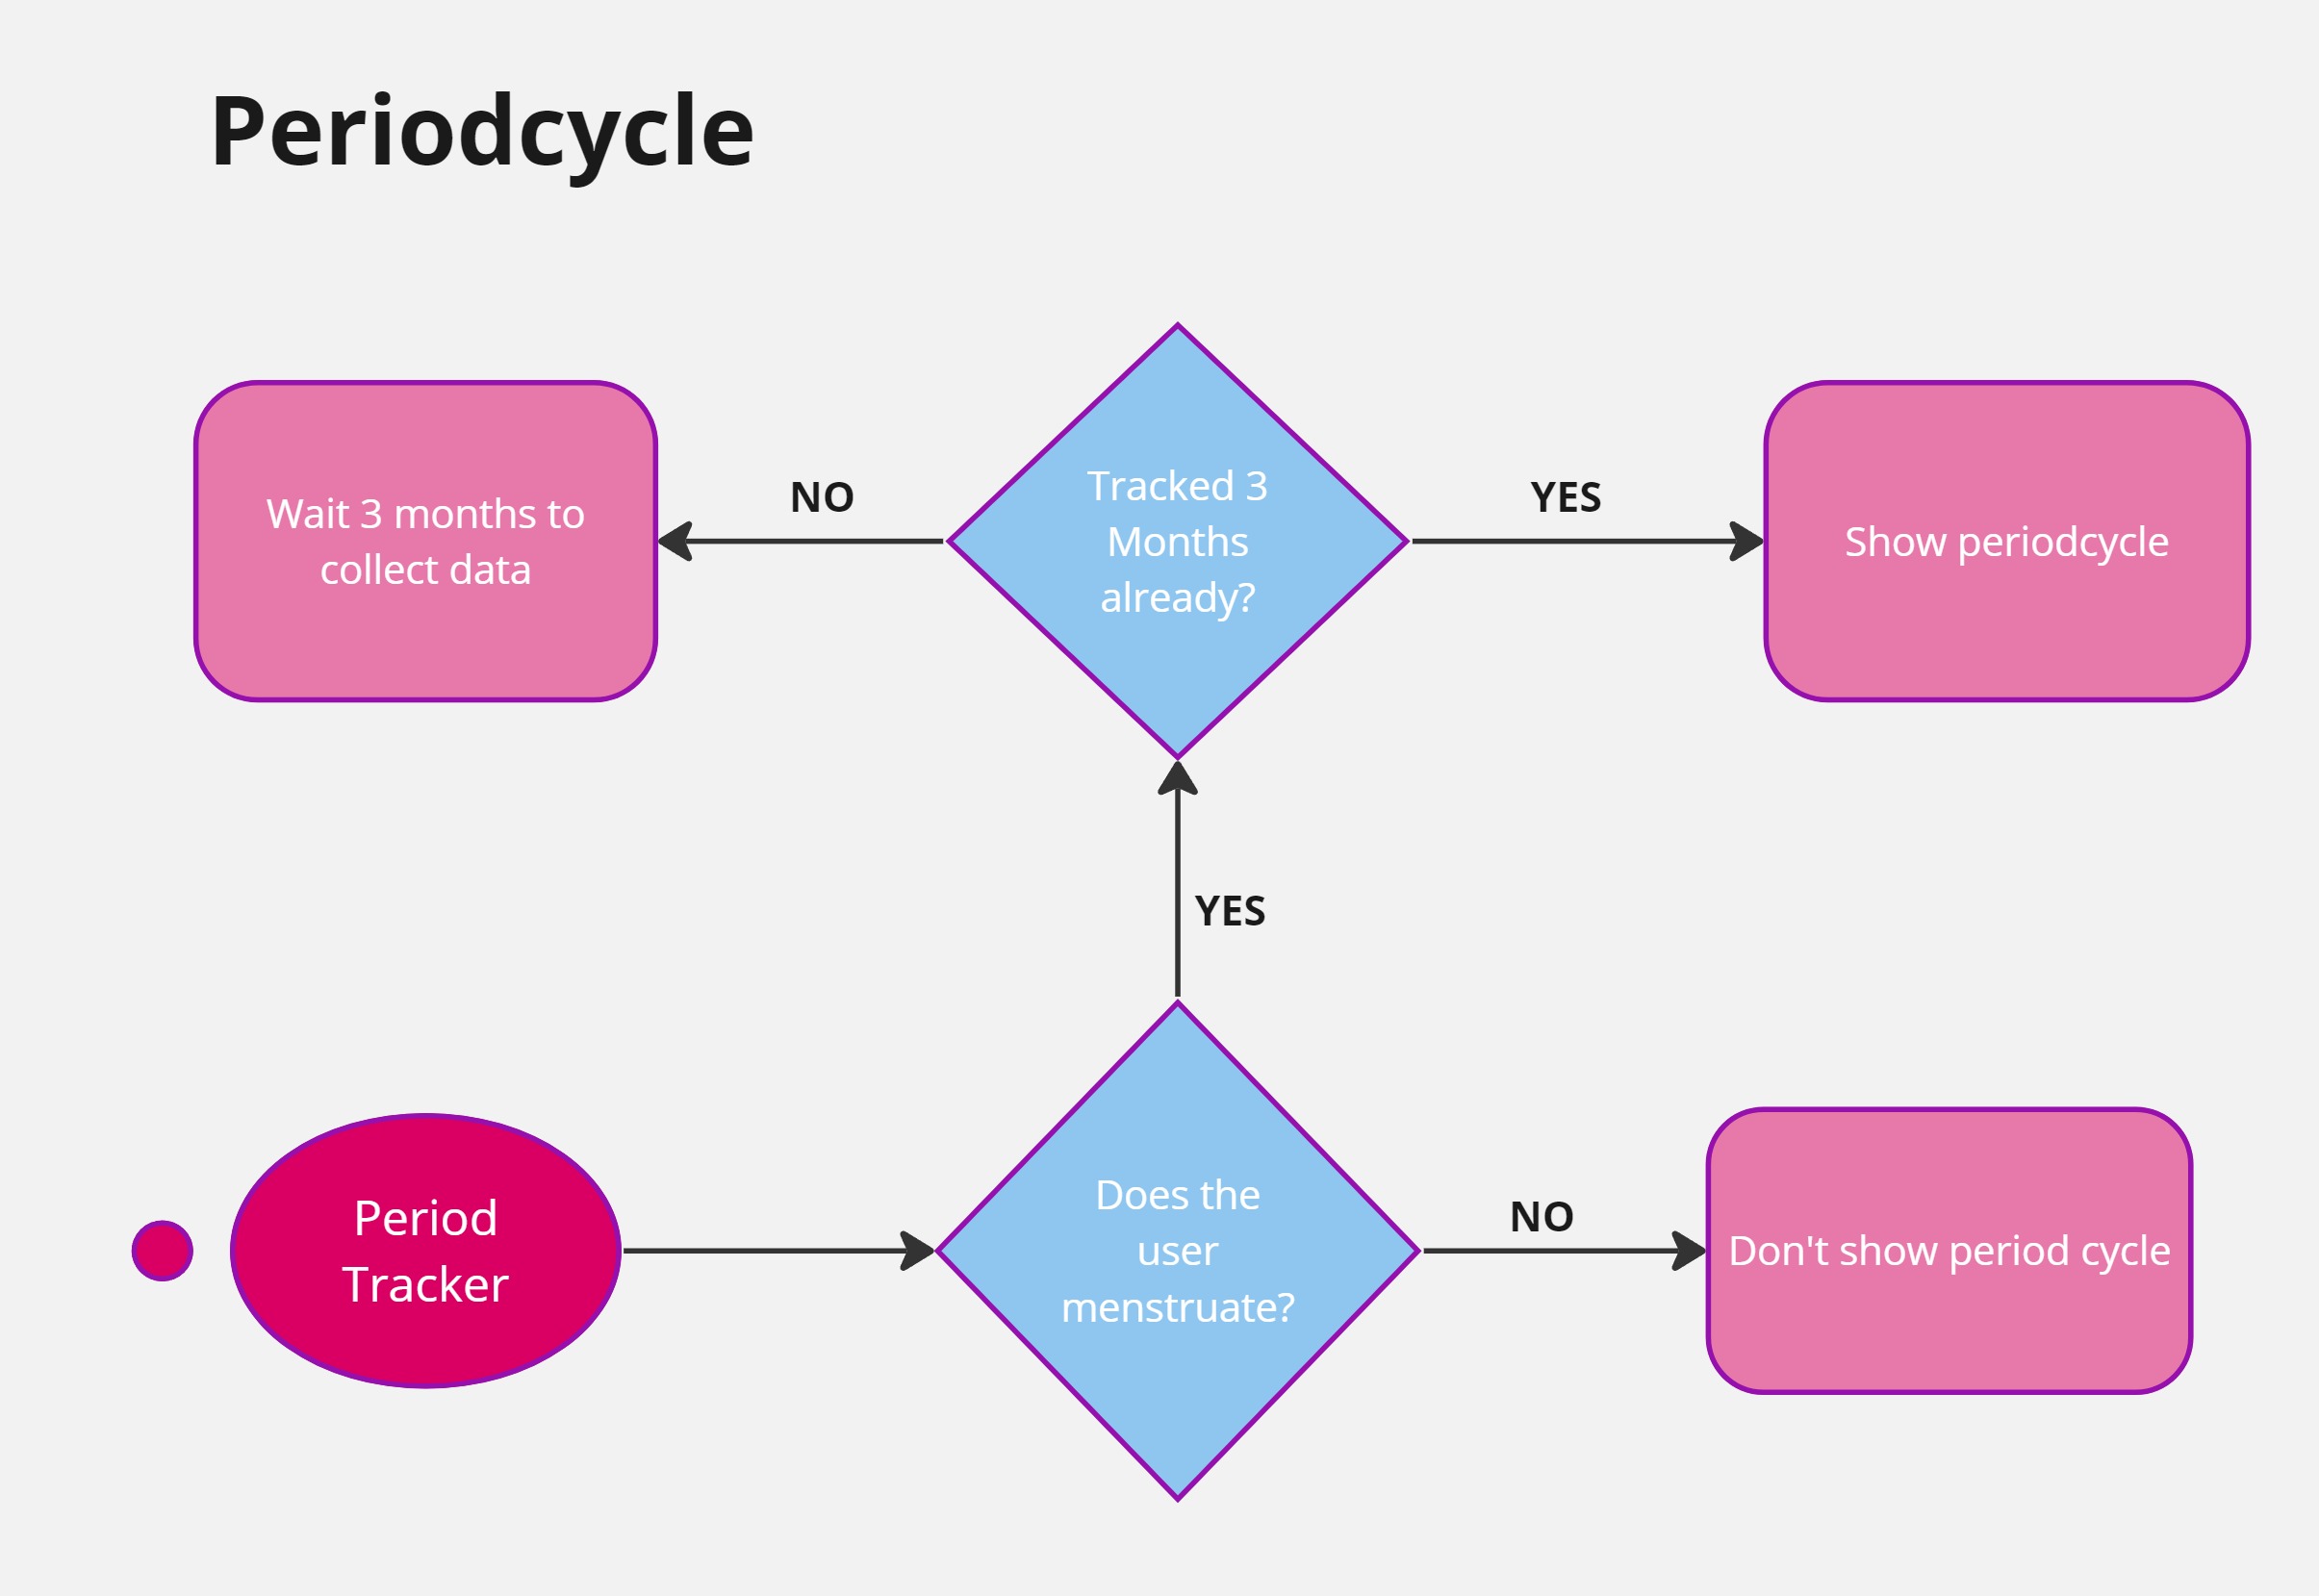 Periodcycle
Wait 3 months to
collect data
NO
Tracked 3
Months
already?
YES
Show periodcycle
YES
Period
Tracker
Does the
user
menstruate?
NO
Don't show period cycle